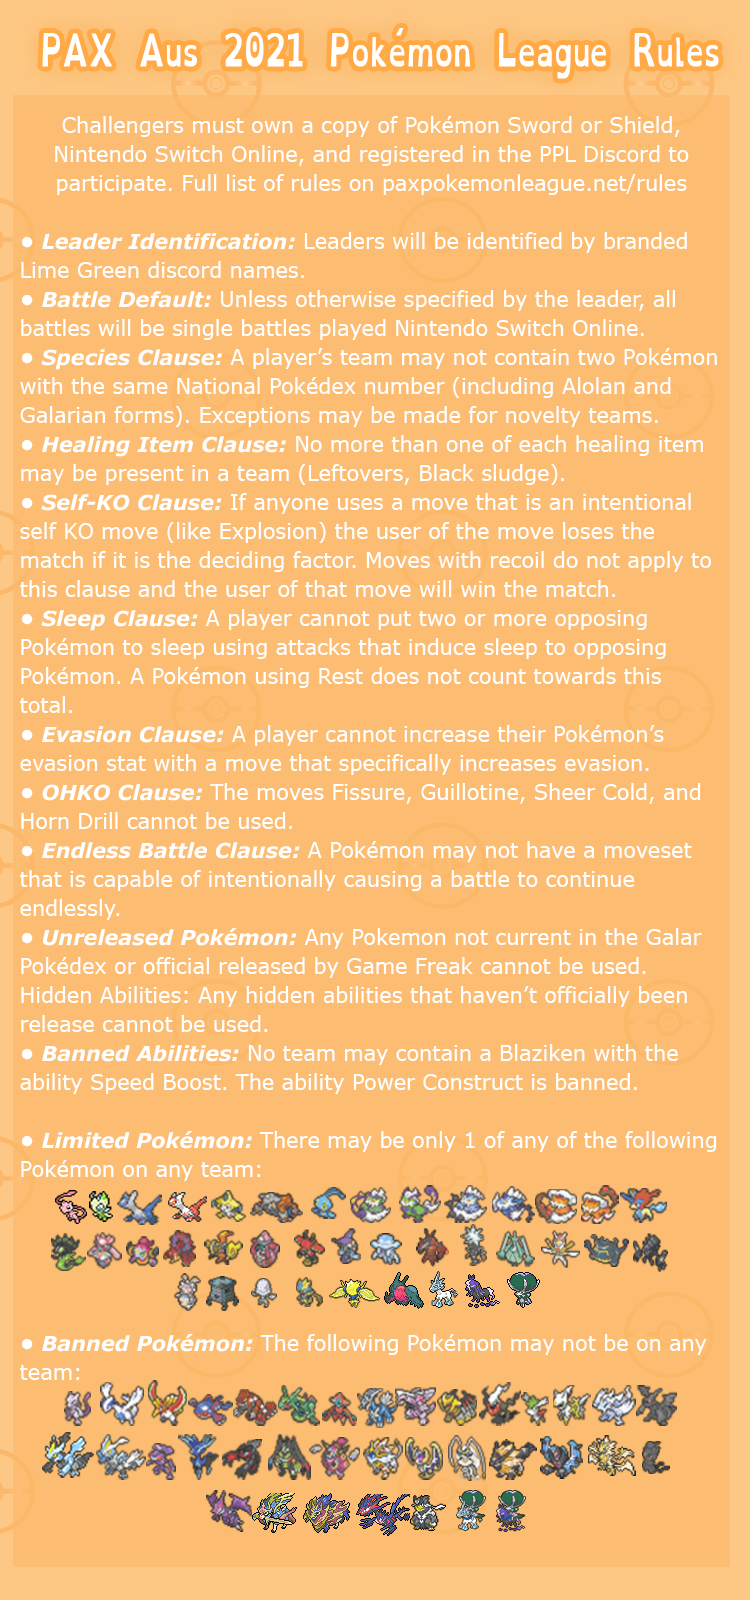 PAX Aus 2021 Pokémon League Rules
Challengers must own a copy of Pokémon Sword or Shield,
Nintendo Switch Online, and registered in the PPL Discord to
participate. Full list of rules on paxpokemonleague.net/rules
• Leader Identification: Leaders will be identified by branded
Lime Green discord names.
• Battle Default: Unless otherwise specified by the leader, all
battles will be single battles played Nintendo Switch Online.
• Species Clause: A player’s team may not contain two Pokémon
with the same National Pokédex number (including Alolan and
Galarian forms). Exceptions may be made for novelty teams.
• Healing Item Clause: No more than one of each healing item
may be present in a team (Leftovers, Black sludge).
• Self-KO Clause: If anyone uses a move that is an intentional
self KO move (like Explosion) the user of the move loses the
match if it is the deciding factor. Moves with recoil do not apply to
this clause and the user of that move will win the match.
• Sleep Clause: A player cannot put two or more opposing
Pokémon to sleep using attacks that induce sleep to opposing
Pokémon. A Pokémon using Rest does not count towards this
total.
• Evasion Clause: A player cannot increase their Pokémon’s
evasion stat with a move that specifically increases evasion.
• OHKO Clause: The moves Fissure, Guillotine, Sheer Cold, and
Horn Drill cannot be used.
• Endless Battle Clause: A Pokémon may not have a moveset
that is capable of intentionally causing a battle to continue
endlessly.
• Unreleased Pokémon: Any Pokemon not current in the Galar
Pokédex or official released by Game Freak cannot be used.
Hidden Abilities: Any hidden abilities that haven’t officially been
release cannot be used.
• Banned Abilities: No team may contain a Blaziken with the
ability Speed Boost. The ability Power Construct is banned.
• Limited Pokémon: There may be only 1 of any of the following
Pokémon on any team:
• Banned Pokémon: The following Pokémon may not be on any
team: